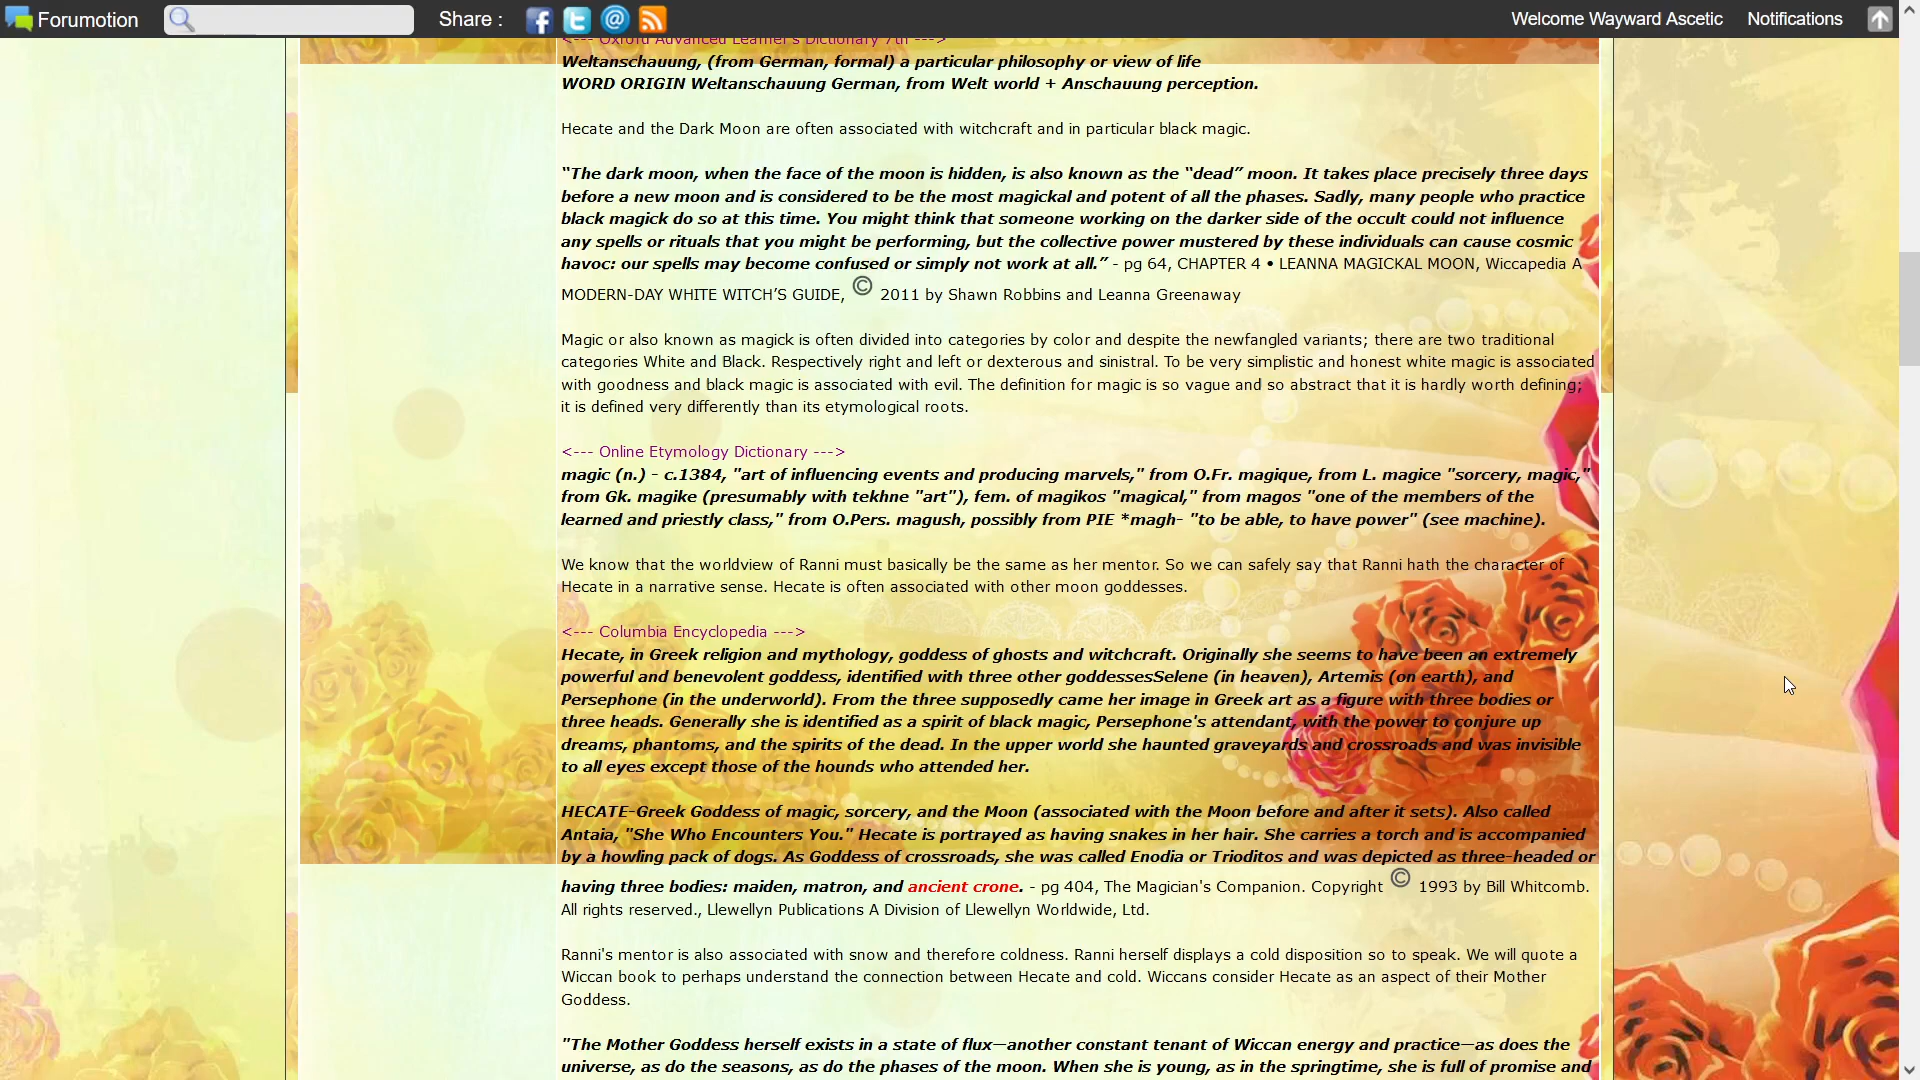 Forumotion
Share :
Welcome Wayward Ascetic
Notifications
<--- Oxford Advanced Learner's Dictionary 7th --->
Weltanschauung, (from German, formal) a particular philosophy or view of life
WORD ORIGIN Weltanschauung German, from Welt world + Anschauung perception.
Hecate and the Dark Moon are often associated with witchcraft and in particular black magic.
“The dark moon, when the face of the moon is hidden, is also known as the “dead” moon. It takes place precisely three days
before a new moon and is considered to be the most magickal and potent of all the phases. Sadly, many people who practice
black magick do so at this time. You might think that someone working on the darker side of the occult could not influence
any spells or rituals that you might be performing, but the collective power mustered by these individuals can cause cosmic
havoc: our spells may become confused or simply not work at all.” - pg 64, CHAPTER 4 • LEANNA MAGICKAL MOON, Wiccapedia A
MODERN-DAY WHITE WITCH’S GUIDE, © 2011 by Shawn Robbins and Leanna Greenaway
Magic or also known as magick is often divided into categories by color and despite the newfangled variants; there are two traditional
categories White and Black. Respectively right and left or dexterous and sinistral. To be very simplistic and honest white magic is associated
with goodness and black magic is associated with evil. The definition for magic is so vague and so abstract that it is hardly worth defining;
it is defined very differently than its etymological roots.
<--- Online Etymology Dictionary --->
magic (n.) - c.1384, "art of influencing events and producing marvels," from O.Fr. magique, from L. magice "sorcery, magic,"
from Gk. magike (presumably with tekhne "art"), fem. of magikos "magical," from magos "one of the members of the
learned and priestly class," from O.Pers. magush, possibly from PIE *magh- "to be able, to have power" (see machine).
We know that the worldview of Ranni must basically be the same as her mentor. So we can safely say that Ranni hath the character of
Hecate in a narrative sense. Hecate is often associated with other moon goddesses.
<--- Columbia Encyclopedia --->
Hecate, in Greek religion and mythology, goddess of ghosts and witchcraft. Originally she seems to have been an extremely
powerful and benevolent goddess, identified with three other goddessesSelene (in heaven), Artemis (on earth), and
Persephone (in the underworld). From the three supposedly came her image in Greek art as a figure with three bodies or
three heads. Generally she is identified as a spirit of black magic, Persephone's attendant, with the power to conjure up
dreams, phantoms, and the spirits of the dead. In the upper world she haunted graveyards and crossroads and was invisible
to all eyes except those of the hounds who attended her.
HECATE-Greek Goddess of magic, sorcery, and the Moon (associated with the Moon before and after it sets). Also called
Antaia, "She Who Encounters You." Hecate is portrayed as having snakes in her hair. She carries a torch and is accompanied
by a howling pack of dogs. As Goddess of crossroads, she was called Enodia or Trioditos and was depicted as three-headed or
having three bodies: maiden, matron, and ancient crone. - pg 404, The Magician's Companion. Copyright © 1993 by Bill Whitcomb.
All rights reserved., Llewellyn Publications A Division of Llewellyn Worldwide, Ltd.
Ranni's mentor is also associated with snow and therefore coldness. Ranni herself displays a cold disposition so to speak. We will quote a
Wiccan book to perhaps understand the connection between Hecate and cold. Wiccans consider Hecate as an aspect of their Mother
Goddess.
"The Mother Goddess herself exists in a state of flux—another constant tenant of Wiccan energy and practice—as does the
universe, as do the seasons, as do the phases of the moon. When she is young, as in the springtime, she is full of promise and